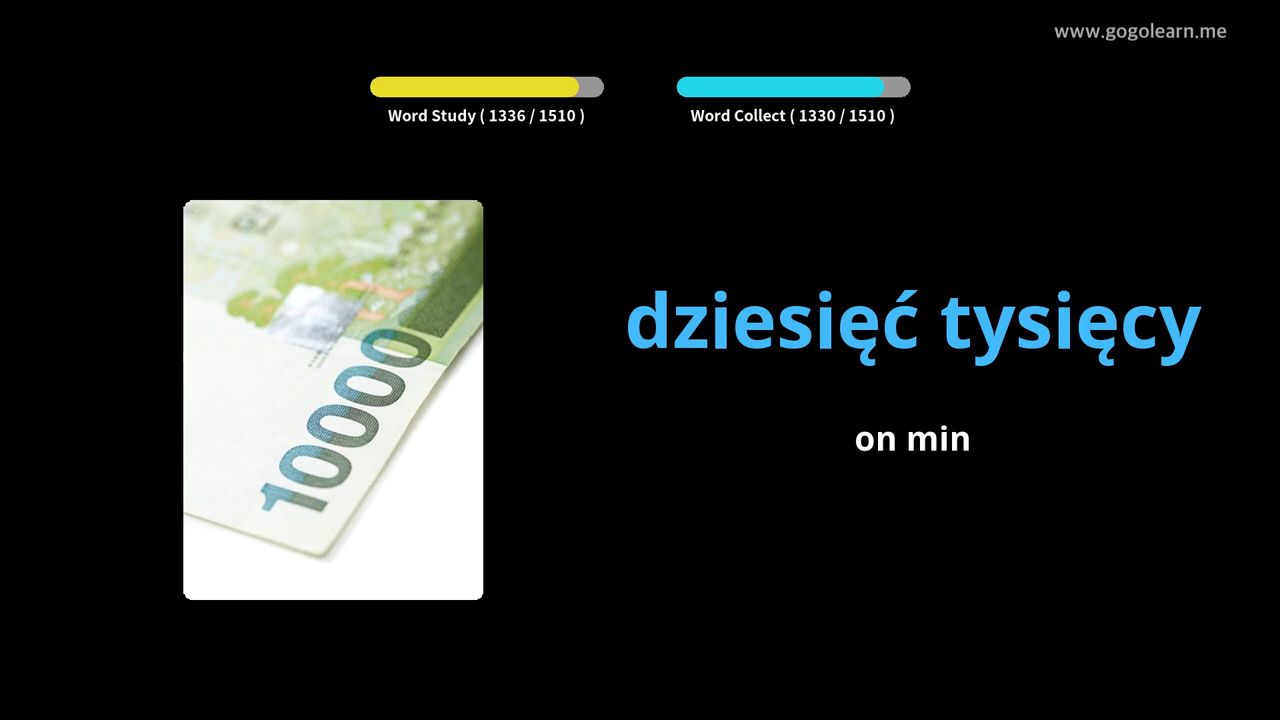 www.gogolearn.me
Word Study ( 1336 / 1510 )
Word Collect ( 1330 / 1510 )
10000
dziesięć tysięcy
on min